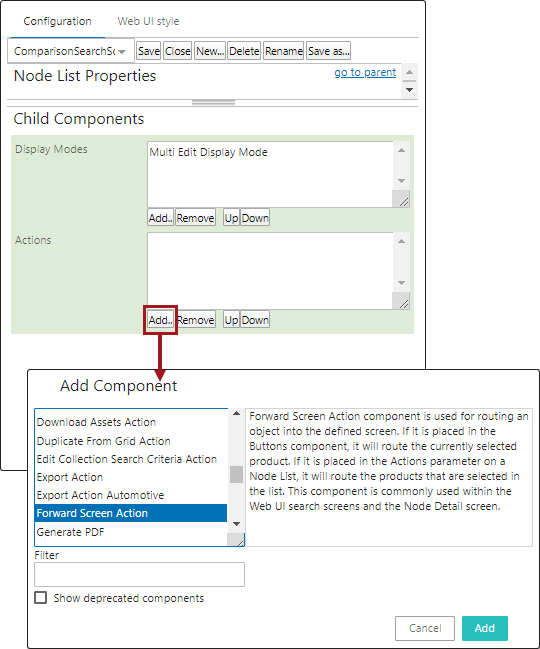 Configuration Web UI style
ComparisonSearchSc Save Close New... Delete Rename Save as...
Node List Properties go to parent
Child Components
Display Modes Multi Edit Display Mode
Add.. Remove Up Down
Actions
Add.. Remove Up Down
Add Component
Download Assets Action
Duplicate From Grid Action
Edit Collection Search Criteria Action
Export Action
Export Action Automotive
Forward Screen Action
Generate PDF
Forward Screen Action component is used for routing an
object into the defined screen. If it is placed in the
Buttons component, it will route the currently selected
product. If it is placed in the Actions parameter on a
Node List, it will route the products that are selected in
the list. This component is commonly used within the
Web UI search screens and the Node Detail screen.
Filter
Show deprecated components
Cancel Add